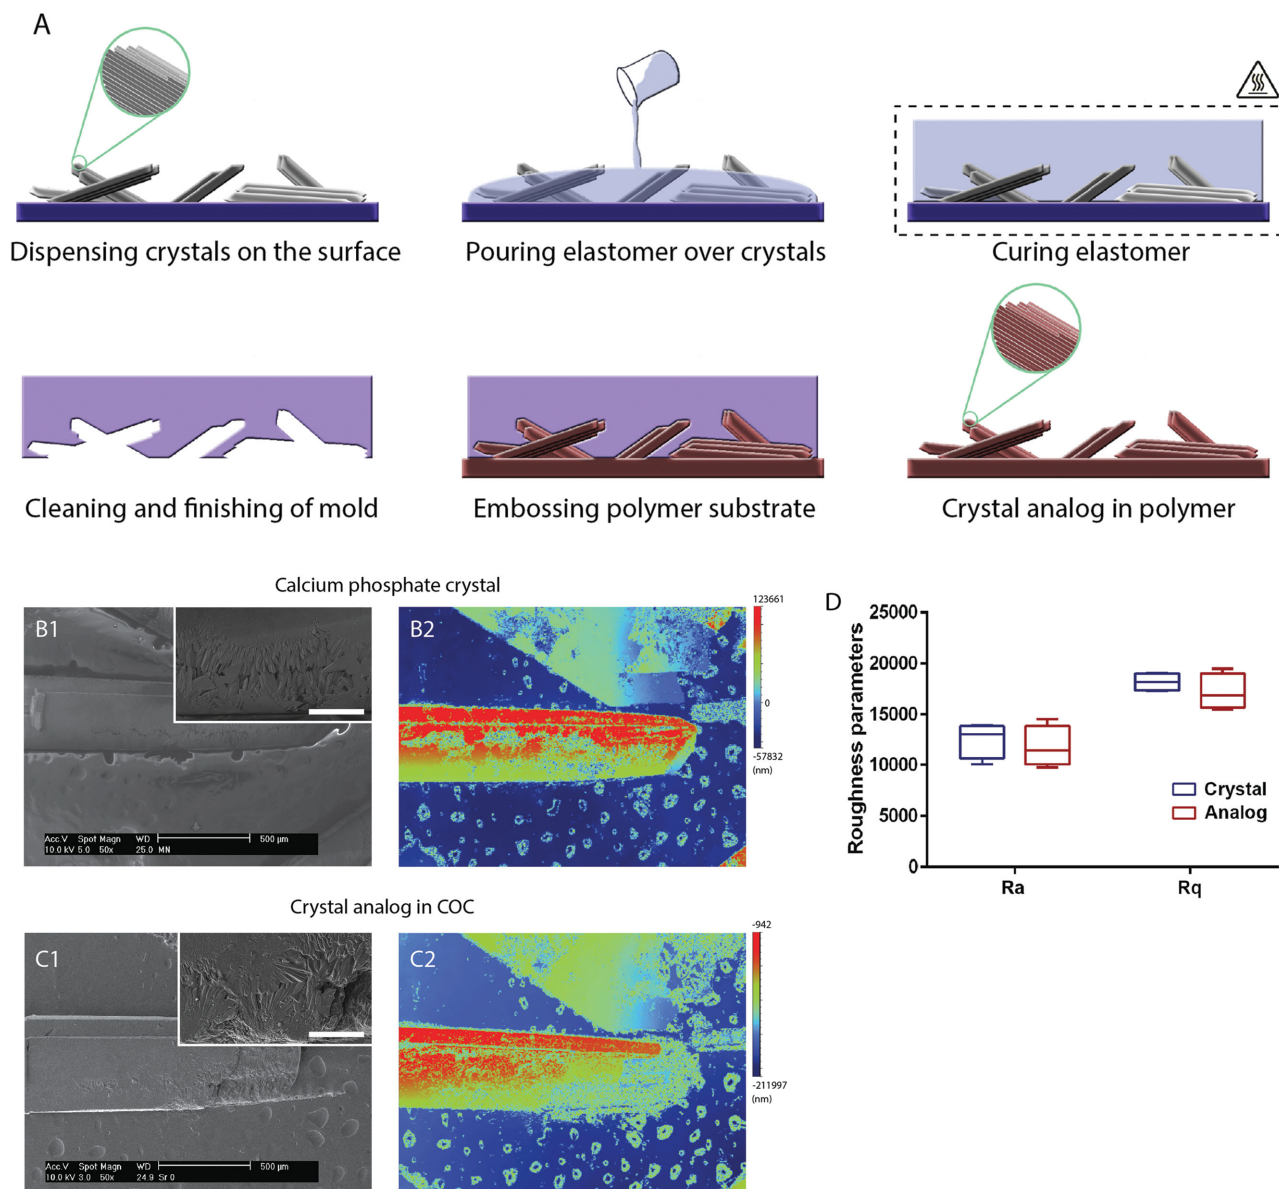 A
Dispensing crystals on the surface
Pouring elastomer over crystals
Curing elastomer
Cleaning and finishing of mold
Embossing polymer substrate
Crystal analog in polymer
Calcium phosphate crystal
B1
Acc.V Spot Magn WD 500 µm
10.0 kV 5.0 50x 25.0 MN
B2
123661
0
-57832
(nm)
D
Roughness parameters
25000
20000
15000
10000
5000
0
Crystal
Analog
Ra Rq
Crystal analog in COC
C1
Acc.V Spot Magn WD 500 µm
10.0 kV 3.0 50x 24.9 Sr 0
C2
-942
-211997
(nm)